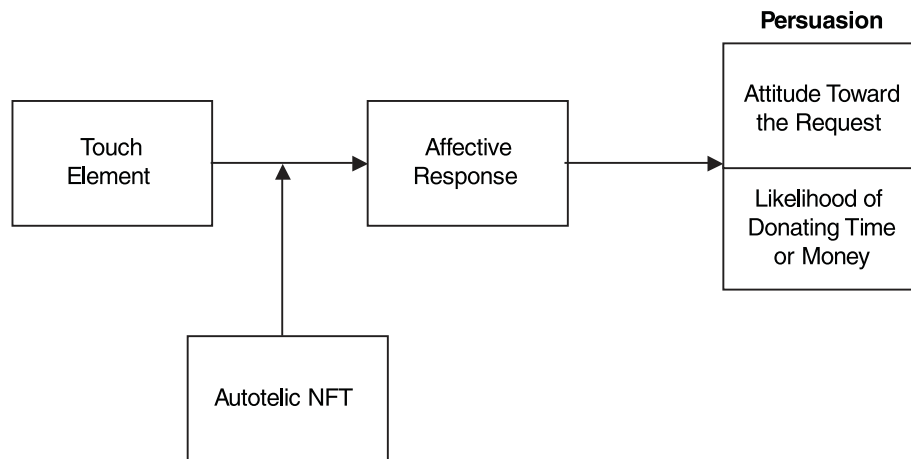 Persuasion
Touch
Element
Affective
Response
Attitude Toward
the Request
Likelihood of
Donating Time
or Money
Autotelic NFT